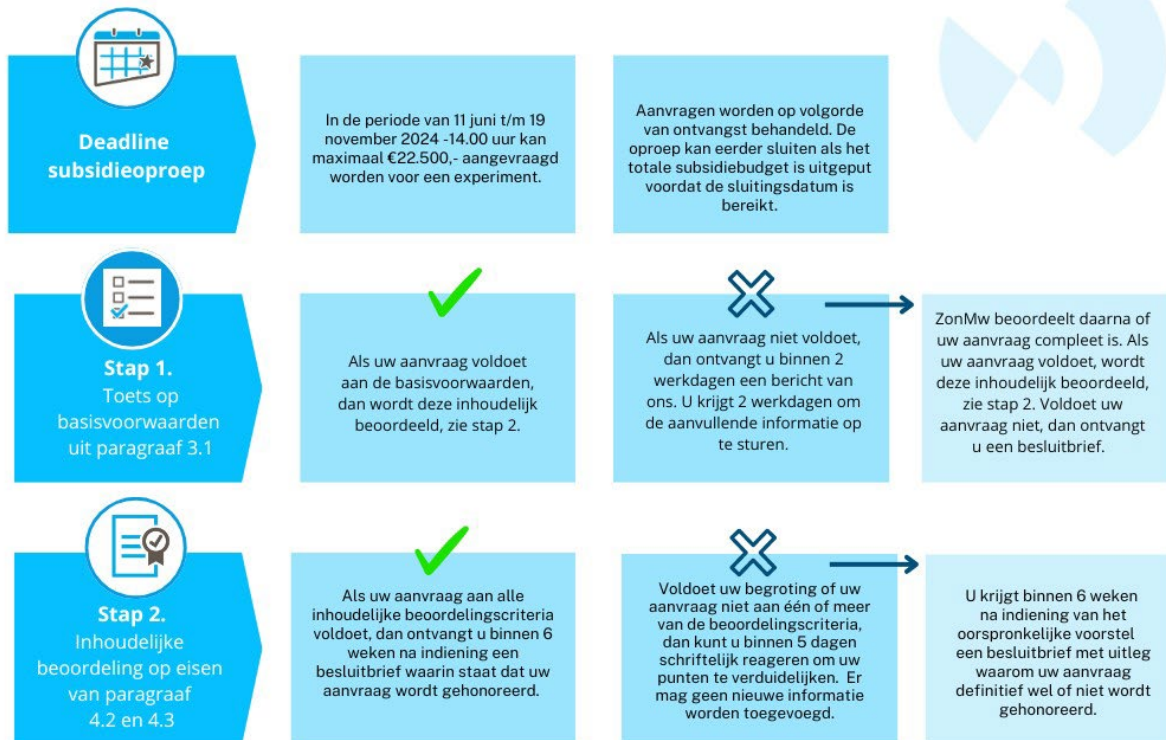 Deadline
subsidieoproep
In de periode van 11 juni t/m 19
november 2024 -14.00 uur kan
maximaal €22.500,- aangevraagd
worden voor een experiment.
Aanvragen worden op volgorde
van ontvangst behandeld. De
oproep kan eerder sluiten als het
totale subsidiebudget is uitgeput
voordat de sluitingsdatum is
bereikt.
Stap 1.
Toets op
basisvoorwaarden
uit paragraaf 3.1
Als uw aanvraag voldoet
aan de basisvoorwaarden,
dan wordt deze inhoudelijk
beoordeeld, zie stap 2.
Als uw aanvraag niet voldoet,
dan ontvangt u binnen 2
werkdagen een bericht van
ons. U krijgt 2 werkdagen om
de aanvullende informatie op
te sturen.
ZonMw beoordeelt daarna of
uw aanvraag compleet is. Als
uw aanvraag voldoet, wordt
deze inhoudelijk beoordeeld,
zie stap 2. Voldoet uw
aanvraag niet, dan ontvangt
u een besluitbrief.
Stap 2.
Inhoudelijke
beoordeling op eisen
van paragraaf
4.2 en 4.3
Als uw aanvraag aan alle
inhoudelijke beoordelingscriteria
voldoet, dan ontvangt u binnen 6
weken na indiening een
besluitbrief waarin staat dat uw
aanvraag wordt gehonoreerd.
Voldoet uw begroting of uw
aanvraag niet aan één of meer
van de beoordelingscriteria,
dan kunt u binnen 5 dagen
schriftelijk reageren om uw
punten te verduidelijken. Er
mag geen nieuwe informatie
worden toegevoegd.
U krijgt binnen 6 weken
na indiening van het
oorspronkelijke voorstel
een besluitbrief met uitleg
waarom uw aanvraag
definitief wel of niet wordt
gehonoreerd.